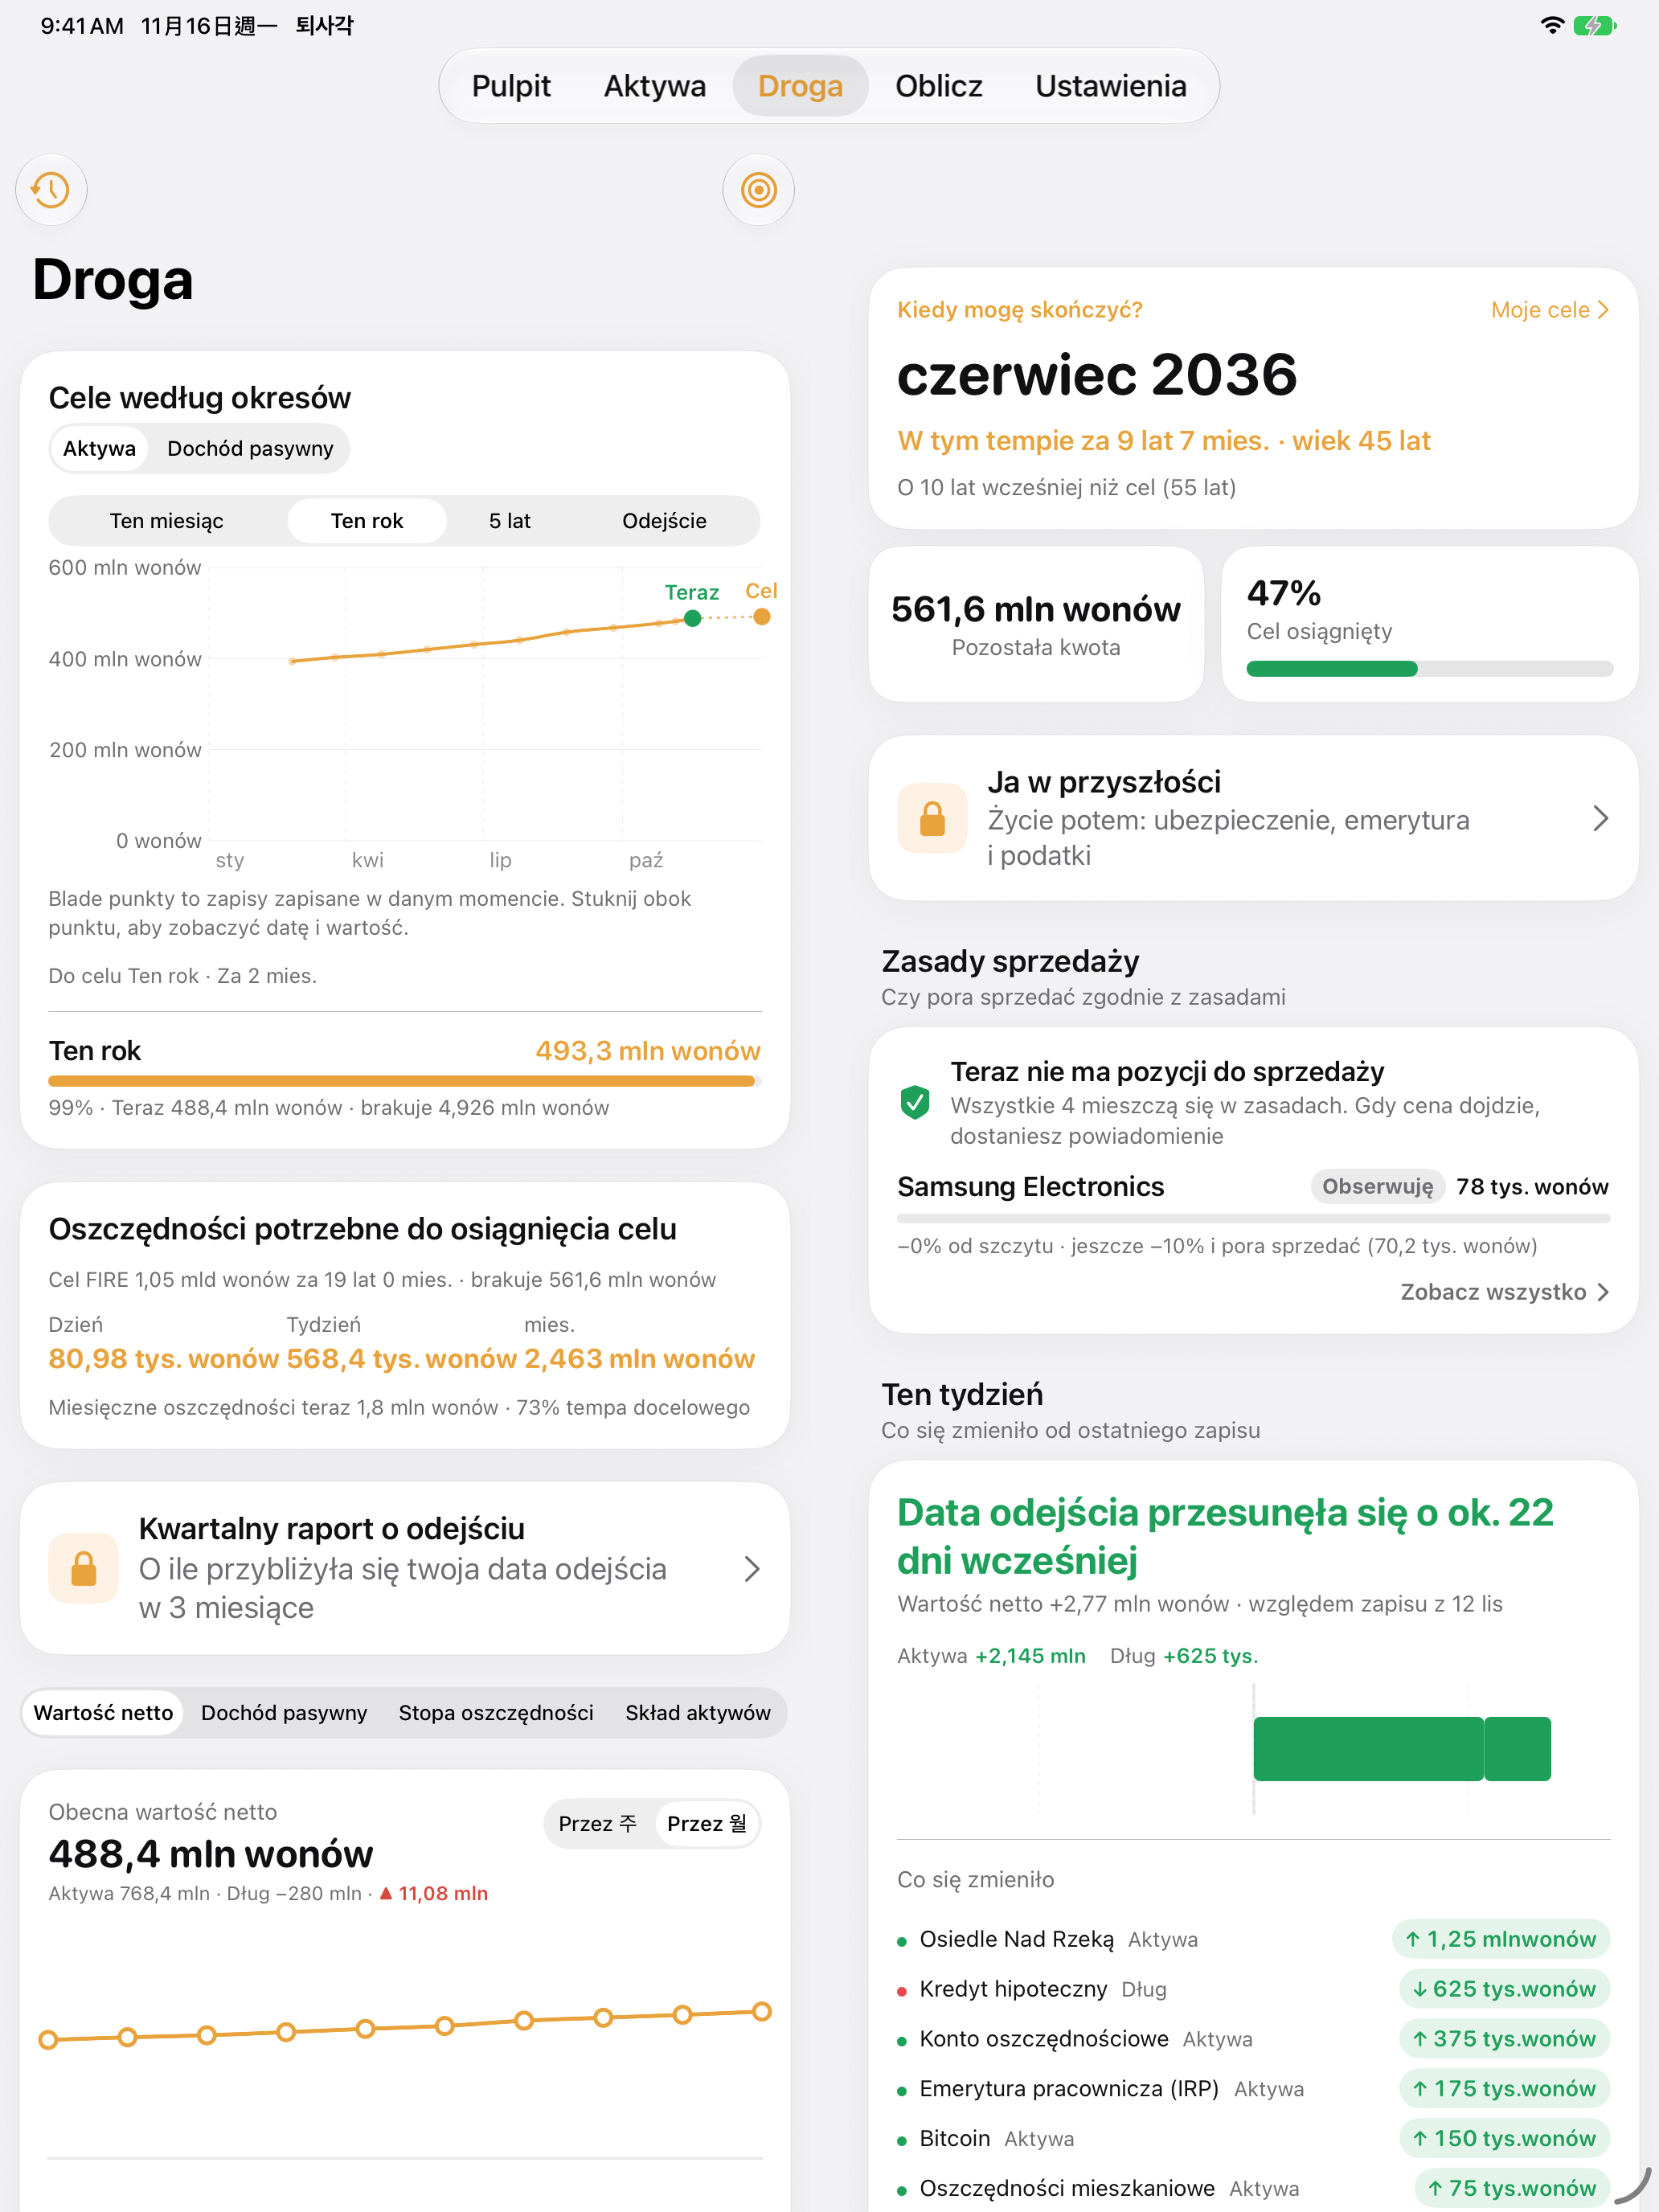 9:41 AM 11月16日週一 퇴사각
Pulpit Aktywa Droga Oblicz Ustawienia
Droga
Cele według okresów
Aktywa Dochód pasywny
Ten miesiąc Ten rok 5 lat Odejście
600 mln wonów
Teraz Cel
400 mln wonów
200 mln wonów
0 wonów
sty kwi lip paź
Blade punkty to zapisy zapisane w danym momencie. Stuknij obok
punktu, aby zobaczyć datę i wartość.
Do celu Ten rok · Za 2 mies.
Ten rok 493,3 mln wonów
99% · Teraz 488,4 mln wonów · brakuje 4,926 mln wonów
Oszczędności potrzebne do osiągnięcia celu
Cel FIRE 1,05 mld wonów za 19 lat 0 mies. · brakuje 561,6 mln wonów
Dzień Tydzień mies.
80,98 tys. wonów 568,4 tys. wonów 2,463 mln wonów
Miesięczne oszczędności teraz 1,8 mln wonów · 73% tempa docelowego
Kwartalny raport o odejściu
O ile przybliżyła się twoja data odejścia
w 3 miesiące
Wartość netto Dochód pasywny Stopa oszczędności Skład aktywów
Obecna wartość netto
Przez 주 Przez 월
488,4 mln wonów
Aktywa 768,4 mln · Dług −280 mln · ▲ 11,08 mln
Kiedy mogę skończyć? Moje cele
czerwiec 2036
W tym tempie za 9 lat 7 mies. · wiek 45 lat
O 10 lat wcześniej niż cel (55 lat)
561,6 mln wonów
Pozostała kwota
47%
Cel osiągnięty
Ja w przyszłości
Życie potem: ubezpieczenie, emerytura
i podatki
Zasady sprzedaży
Czy pora sprzedać zgodnie z zasadami
Teraz nie ma pozycji do sprzedaży
Wszystkie 4 mieszczą się w zasadach. Gdy cena dojdzie,
dostaniesz powiadomienie
Samsung Electronics Obserwuję 78 tys. wonów
−0% od szczytu · jeszcze −10% i pora sprzedać (70,2 tys. wonów)
Zobacz wszystko
Ten tydzień
Co się zmieniło od ostatniego zapisu
Data odejścia przesunęła się o ok. 22
dni wcześniej
Wartość netto +2,77 mln wonów · względem zapisu z 12 lis
Aktywa +2,145 mln Dług +625 tys.
Co się zmieniło
Osiedle Nad Rzeką Aktywa ↑ 1,25 mlnwonów
Kredyt hipoteczny Dług ↓ 625 tys.wonów
Konto oszczędnościowe Aktywa ↑ 375 tys.wonów
Emerytura pracownicza (IRP) Aktywa ↑ 175 tys.wonów
Bitcoin Aktywa ↑ 150 tys.wonów
Oszczędności mieszkaniowe Aktywa ↑ 75 tys.wonów